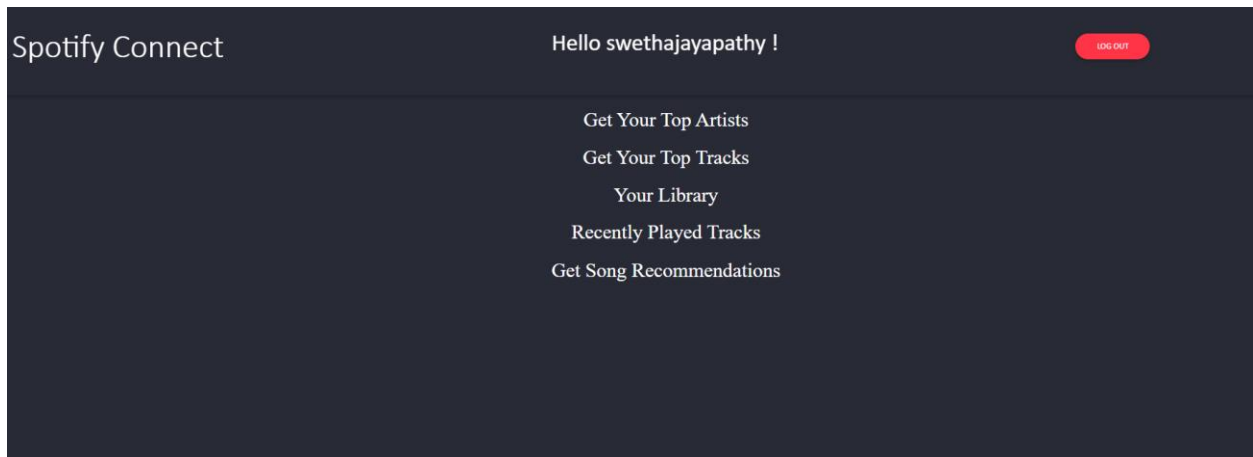 Spotify Connect
Hello swethajayapathy !
LOG OUT
Get Your Top Artists
Get Your Top Tracks
Your Library
Recently Played Tracks
Get Song Recommendations